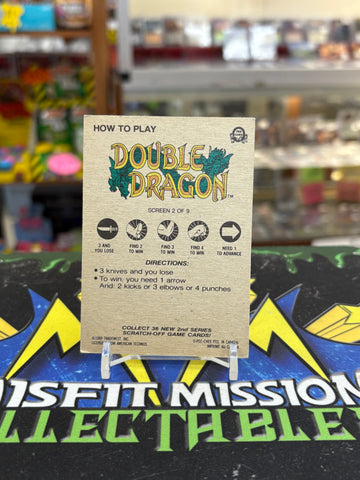 HOW TO PLAY
DOUBLE
DRAGON™
SCREEN 2 OF 9
3 AND
YOU LOSE
FIND 2
TO WIN
FIND 3
TO WIN
FIND 4
TO WIN
NEED 1
TO ADVANCE
DIRECTIONS:
• 3 knives and you lose
• To win, you need 1 arrow
And: 2 kicks or 3 elbows or 4 punches
COLLECT 36 NEW 2nd SERIES
SCRATCH-OFF GAME CARDS!
MISFIT MISSION
COLLECTABLE